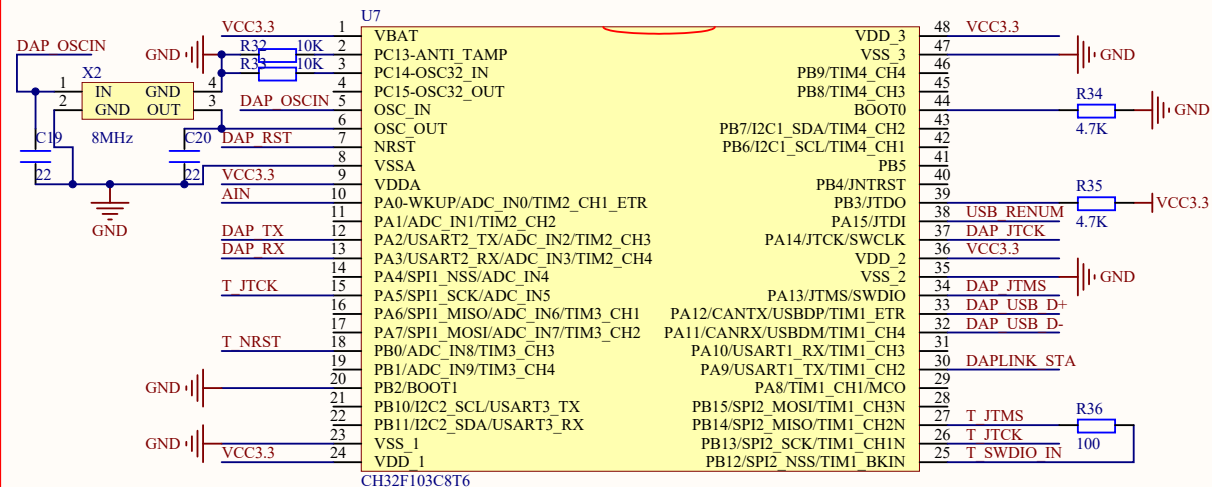 U7
VCC3.3 1 VBAT VDD_3 48 VCC3.3
GND R32 10K 2 PC13-ANTI_TAMP VSS_3 47 GND
DAP_OSCIN R33 10K 3 PC14-OSC32_IN PB9/TIM4_CH4 46
X2 4 PC15-OSC32_OUT PB8/TIM4_CH3 45
1 IN GND 4 DAP_OSCIN 5 OSC_IN BOOT0 44 R34 4.7K GND
2 GND OUT 3 6 OSC_OUT PB7/I2C1_SDA/TIM4_CH2 43
C19 8MHz C20 DAP_RST 7 NRST PB6/I2C1_SCL/TIM4_CH1 42
22 22 8 VSSA PB5 41
VCC3.3 9 VDDA PB4/JNTRST 40
GND AIN 10 PA0-WKUP/ADC_IN0/TIM2_CH1_ETR PB3/JTDO 39 R35 4.7K VCC3.3
11 PA1/ADC_IN1/TIM2_CH2 PA15/JTDI 38 USB_RENUM
DAP_TX 12 PA2/USART2_TX/ADC_IN2/TIM2_CH3 PA14/JTCK/SWCLK 37 DAP_JTCK
DAP_RX 13 PA3/USART2_RX/ADC_IN3/TIM2_CH4 VDD_2 36 VCC3.3
14 PA4/SPI1_NSS/ADC_IN4 VSS_2 35 GND
T_JTCK 15 PA5/SPI1_SCK/ADC_IN5 PA13/JTMS/SWDIO 34 DAP_JTMS
16 PA6/SPI1_MISO/ADC_IN6/TIM3_CH1 PA12/CANTX/USBDP/TIM1_ETR 33 DAP_USB_D+
17 PA7/SPI1_MOSI/ADC_IN7/TIM3_CH2 PA11/CANRX/USBDM/TIM1_CH4 32 DAP_USB_D-
T_NRST 18 PB0/ADC_IN8/TIM3_CH3 PA10/USART1_RX/TIM1_CH3 31
19 PB1/ADC_IN9/TIM3_CH4 PA9/USART1_TX/TIM1_CH2 30 DAPLINK_STA
GND 20 PB2/BOOT1 PA8/TIM1_CH1/MCO 29
21 PB10/I2C2_SCL/USART3_TX PB15/SPI2_MOSI/TIM1_CH3N 28
22 PB11/I2C2_SDA/USART3_RX PB14/SPI2_MISO/TIM1_CH2N 27 T_JTMS R36 100
GND 23 VSS_1 PB13/SPI2_SCK/TIM1_CH1N 26 T_JTCK
VCC3.3 24 VDD_1 PB12/SPI2_NSS/TIM1_BKIN 25 T_SWDIO_IN
CH32F103C8T6